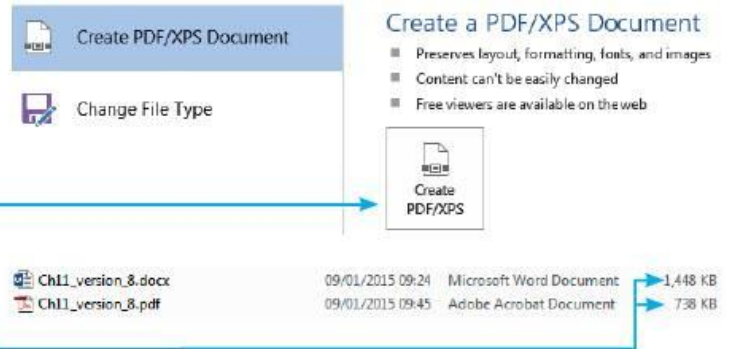 Create PDF/XPS Document
Change File Type
Create a PDF/XPS Document
Preserves layout, formatting, fonts, and images
Content can't be easily changed
Free viewers are available on the web
Create
PDF/XPS
Ch11_version_8.docx 09/01/2015 09:24 Microsoft Word Document 1,448 KB
Ch11_version_8.pdf 09/01/2015 09:45 Adobe Acrobat Document 738 KB